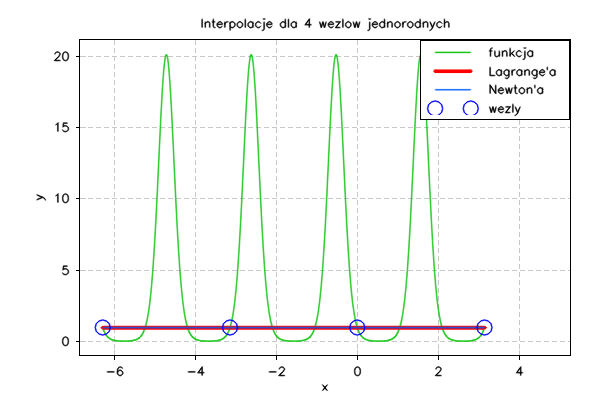 Interpolacje dla 4 wezlow jednorodnych
funkcja
Lagrange'a
Newton'a
wezly
20
15
10
5
0
y
−6 −4 −2 0 2 4
x